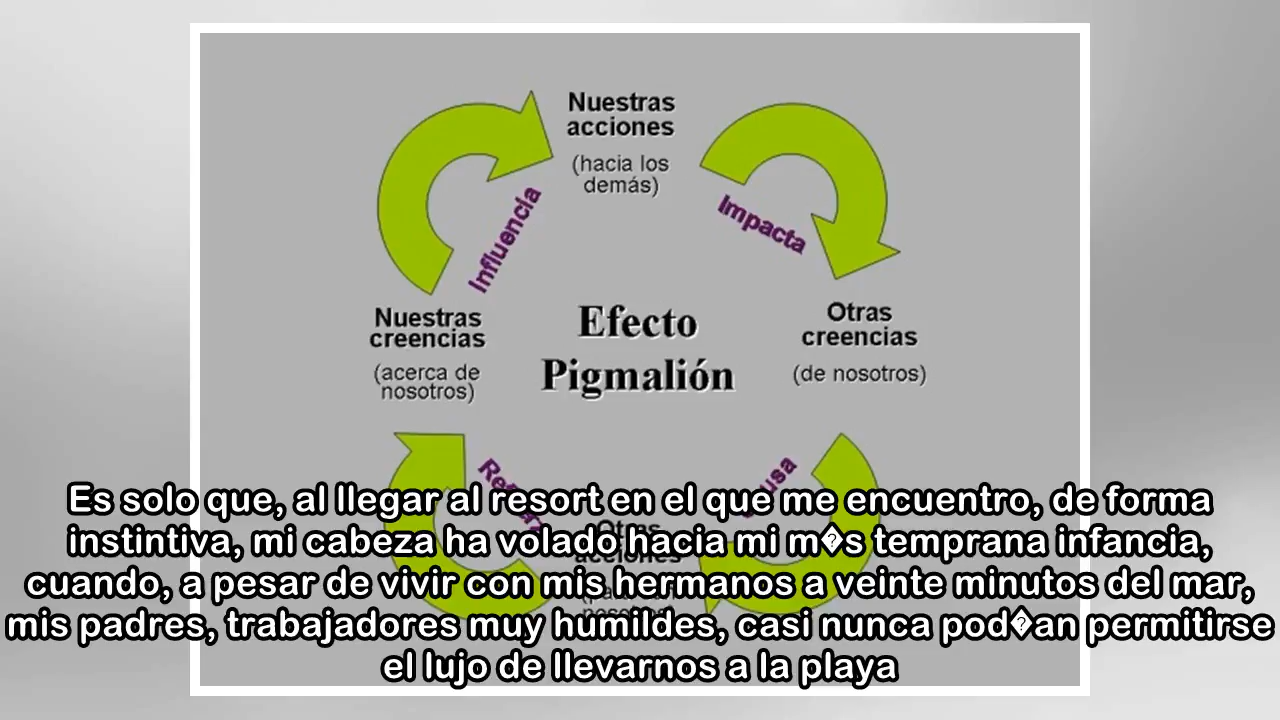 Nuestras
acciones
(hacia los
demás)
Influencia
Impacta
Nuestras
creencias
(acerca de
nosotros)
Efecto
Pigmalión
Otras
creencias
(de nosotros)
Otras
acciones
Es solo que, al llegar al resort en el que me encuentro, de forma
instintiva, mi cabeza ha volado hacia mi m�s temprana infancia,
cuando, a pesar de vivir con mis hermanos a veinte minutos del mar,
mis padres, trabajadores muy humildes, casi nunca pod�an permitirse
el lujo de llevarnos a la playa